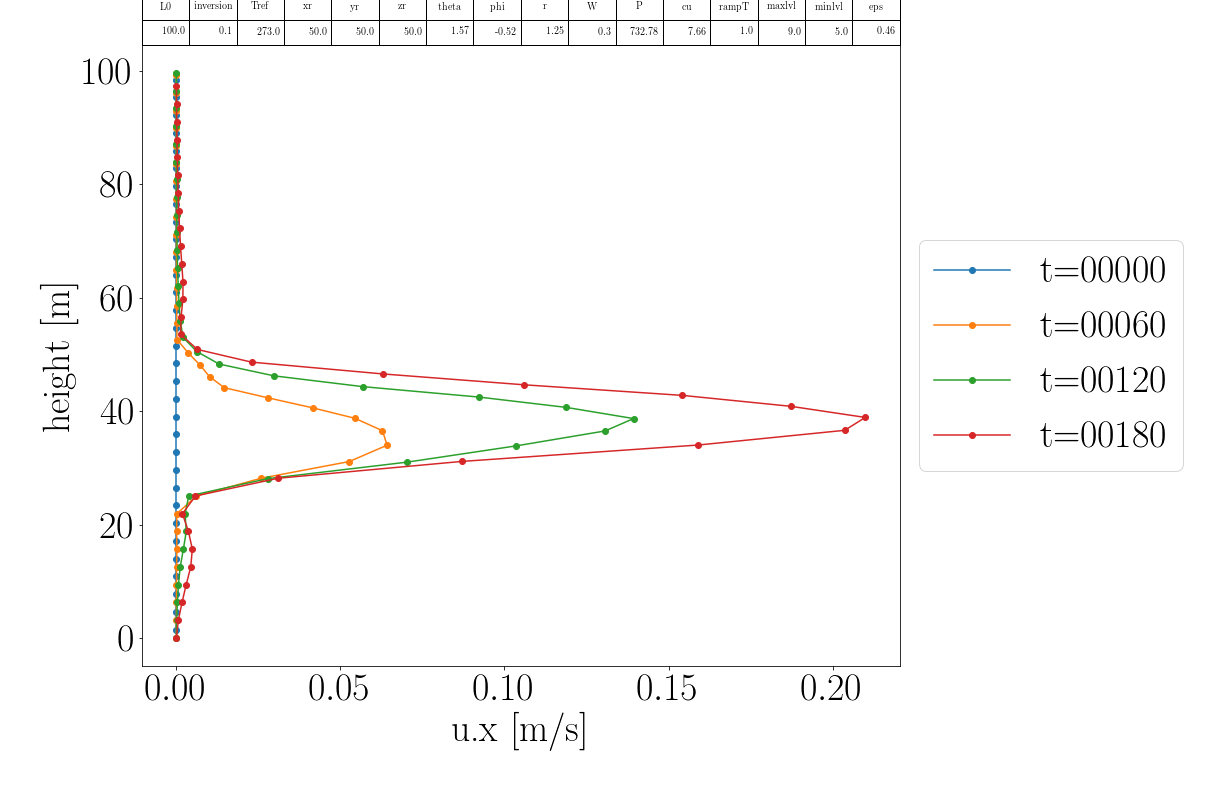 L0 inversion Tref xr yr zr theta phi r W P cu rampT maxlvl minlvl eps
100.0 0.1 273.0 50.0 50.0 50.0 1.57 -0.52 1.25 0.3 732.78 7.66 1.0 9.0 5.0 0.46
100
80
60
40
20
0
height [m]
0.00 0.05 0.10 0.15 0.20
u.x [m/s]
t=00000
t=00060
t=00120
t=00180